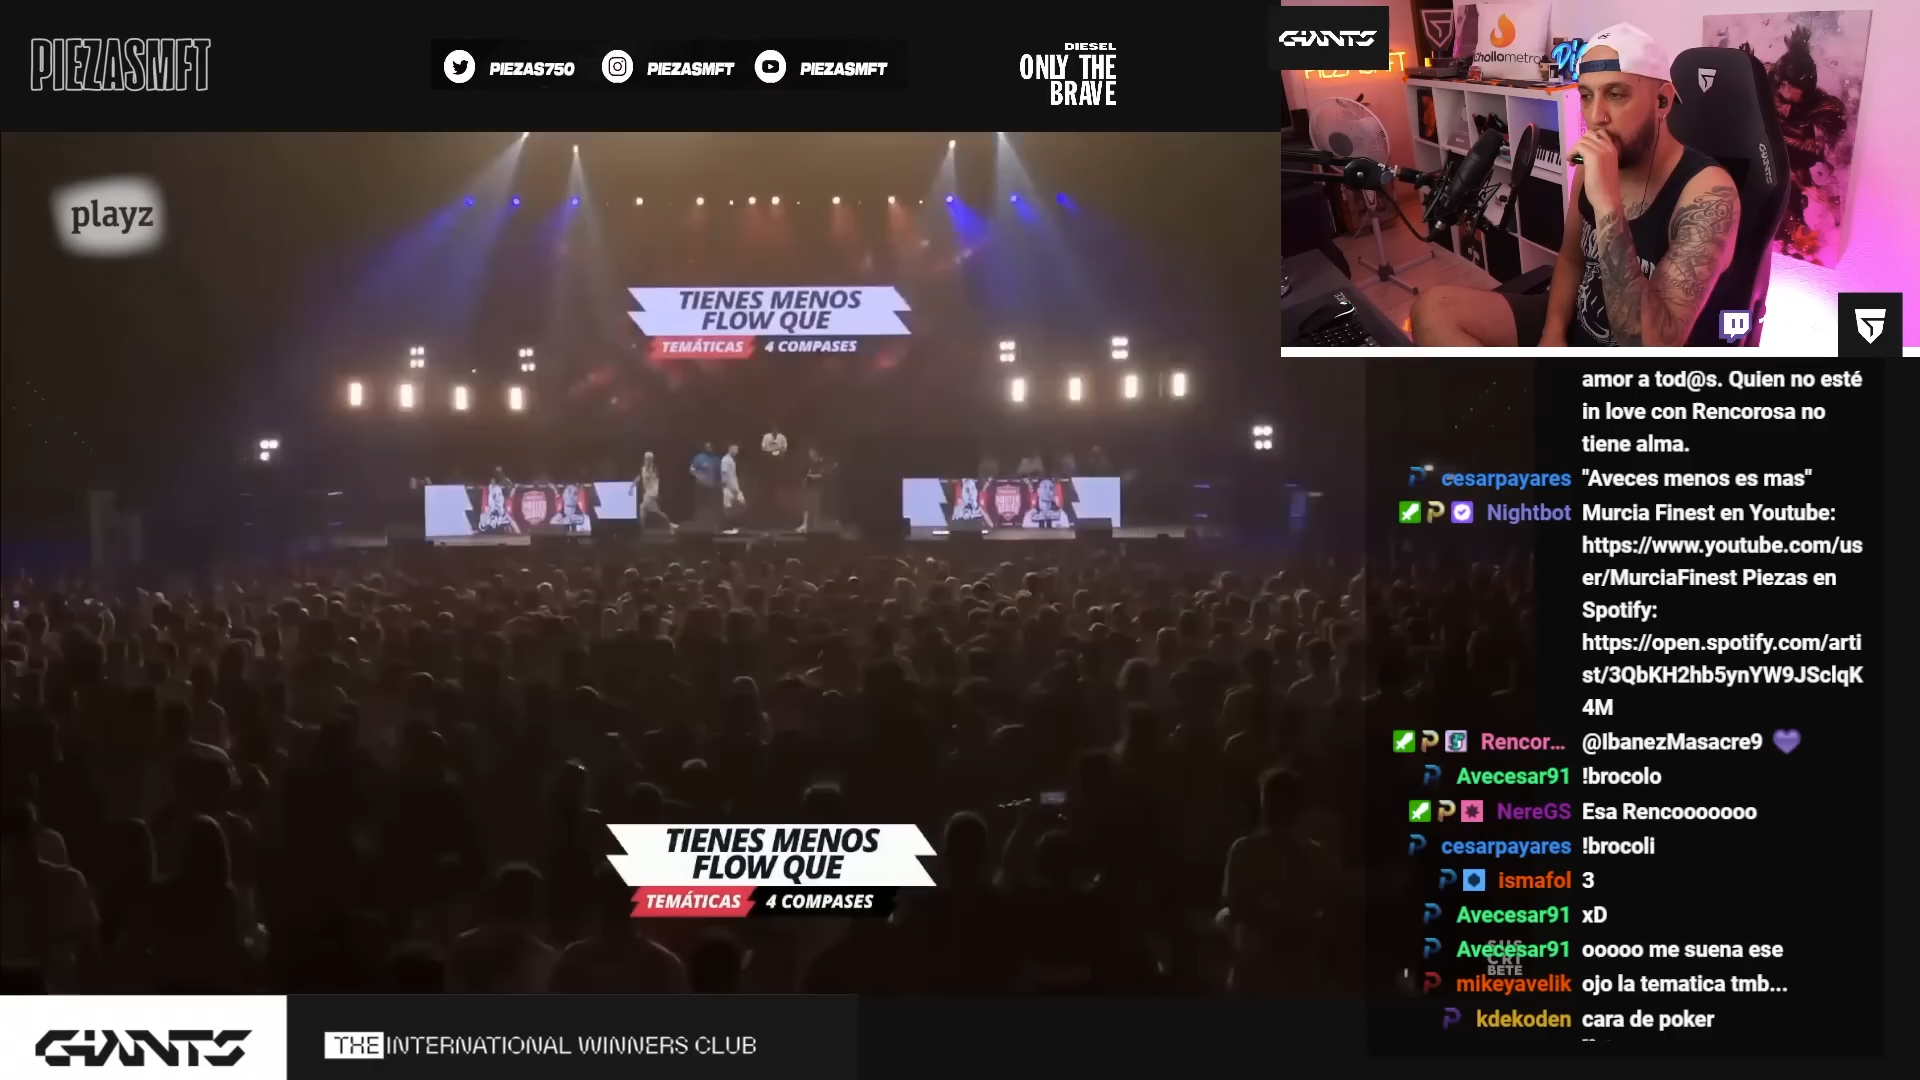 PIEZASMFT
PIEZAS750
PIEZASMFT
PIEZASMFT
DIESEL
ONLY THE
BRAVE
GIANTS
Chollometro
PIEZASMFT
playz
TIENES MENOS
FLOW QUE
TEMÁTICAS 4 COMPASES
TIENES MENOS
FLOW QUE
TEMÁTICAS 4 COMPASES
amor a tod@s. Quien no esté
in love con Rencorosa no
tiene alma.
cesarpayares "Aveces menos es mas"
Nightbot Murcia Finest en Youtube:
https://www.youtube.com/us
er/MurciaFinest Piezas en
Spotify:
https://open.spotify.com/arti
st/3QbKH2hb5ynYW9JSclqK
4M
Rencor... @IbanezMasacre9
Avecesar91 !brocolo
NereGS Esa Rencooooooo
cesarpayares !brocoli
ismafol 3
Avecesar91 xD
Avecesar91 ooooo me suena ese
SUS
CRI
BETE
mikeyavelik ojo la tematica tmb...
kdekoden cara de poker
GIANTS
THE INTERNATIONAL WINNERS CLUB